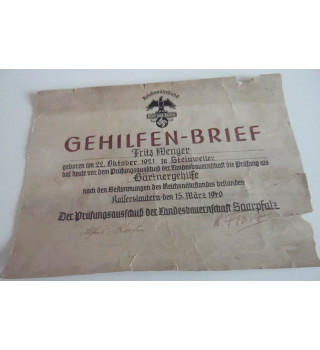 Reichsnährstand
GEHILFEN-BRIEF
Fritz Wenger
geboren am 22. Oktober 1921 zu Steinweiler
hat heute vor dem Prüfungsausschuß der Landesbauernschaft die Prüfung als
Gärtnergehilfe
nach den Bestimmungen des Reichsnährstandes bestanden
Kaiserslautern den 15. März 1940
Der Prüfungsausschuß der Landesbauernschaft Saarpfalz